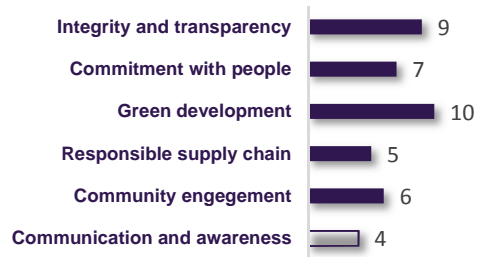 Integrity and transparency 9
Commitment with people 7
Green development 10
Responsible supply chain 5
Community engegement 6
Communication and awareness 4